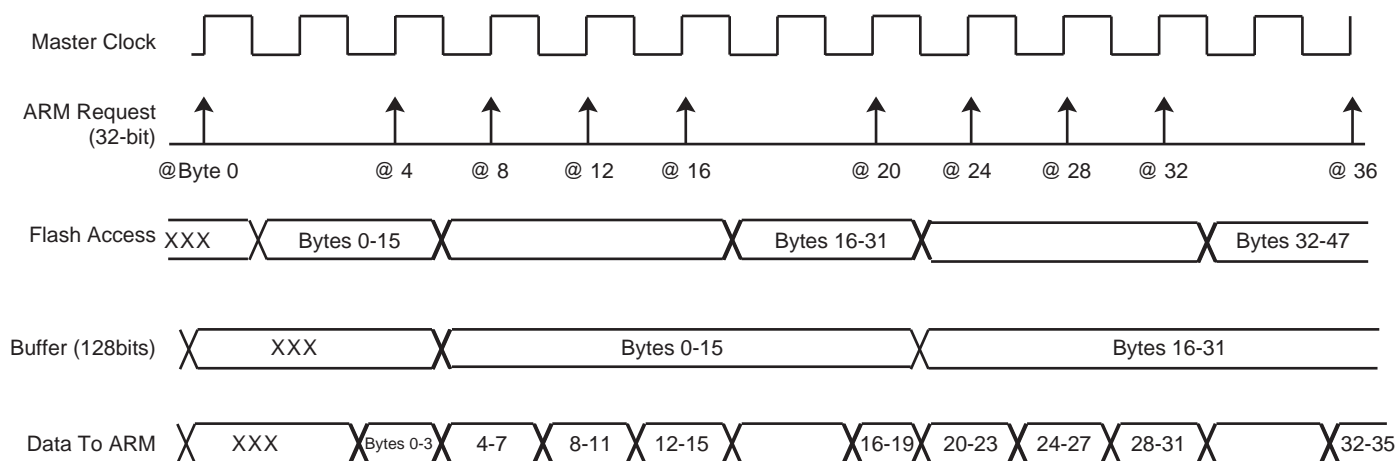 Master Clock
ARM Request
(32-bit)
@Byte 0 @ 4 @ 8 @ 12 @ 16 @ 20 @ 24 @ 28 @ 32 @ 36
Flash Access XXX Bytes 0-15 Bytes 16-31 Bytes 32-47
Buffer (128bits) XXX Bytes 0-15 Bytes 16-31
Data To ARM XXX Bytes 0-3 4-7 8-11 12-15 16-19 20-23 24-27 28-31 32-35